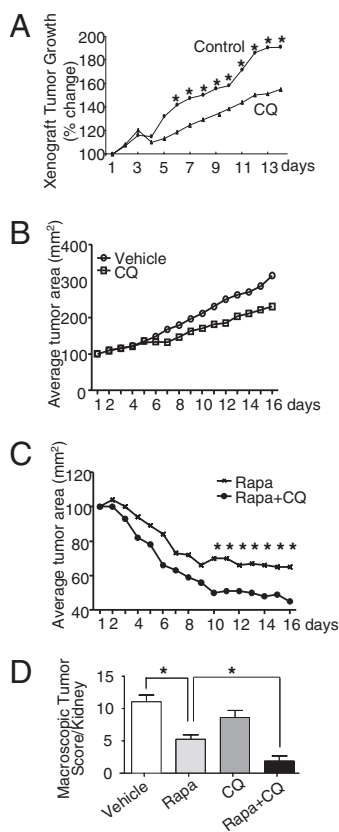 A
Xenograft Tumor Growth
(% change)
200
180
160
140
120
100
Control
* * * * * * * * *
CQ
1 3 5 7 9 11 13 days
B
Average tumor area (mm²)
400
300
200
100
0
Vehicle
CQ
1 2 4 6 8 10 12 14 16 days
C
Average tumor area (mm²)
120
100
80
60
40
Rapa
Rapa+CQ
* * * * * * *
1 2 4 6 8 10 12 14 16 days
D
Macroscopic Tumor
Score/Kidney
15
10
5
0
* *
Vehicle Rapa CQ Rapa+CQ